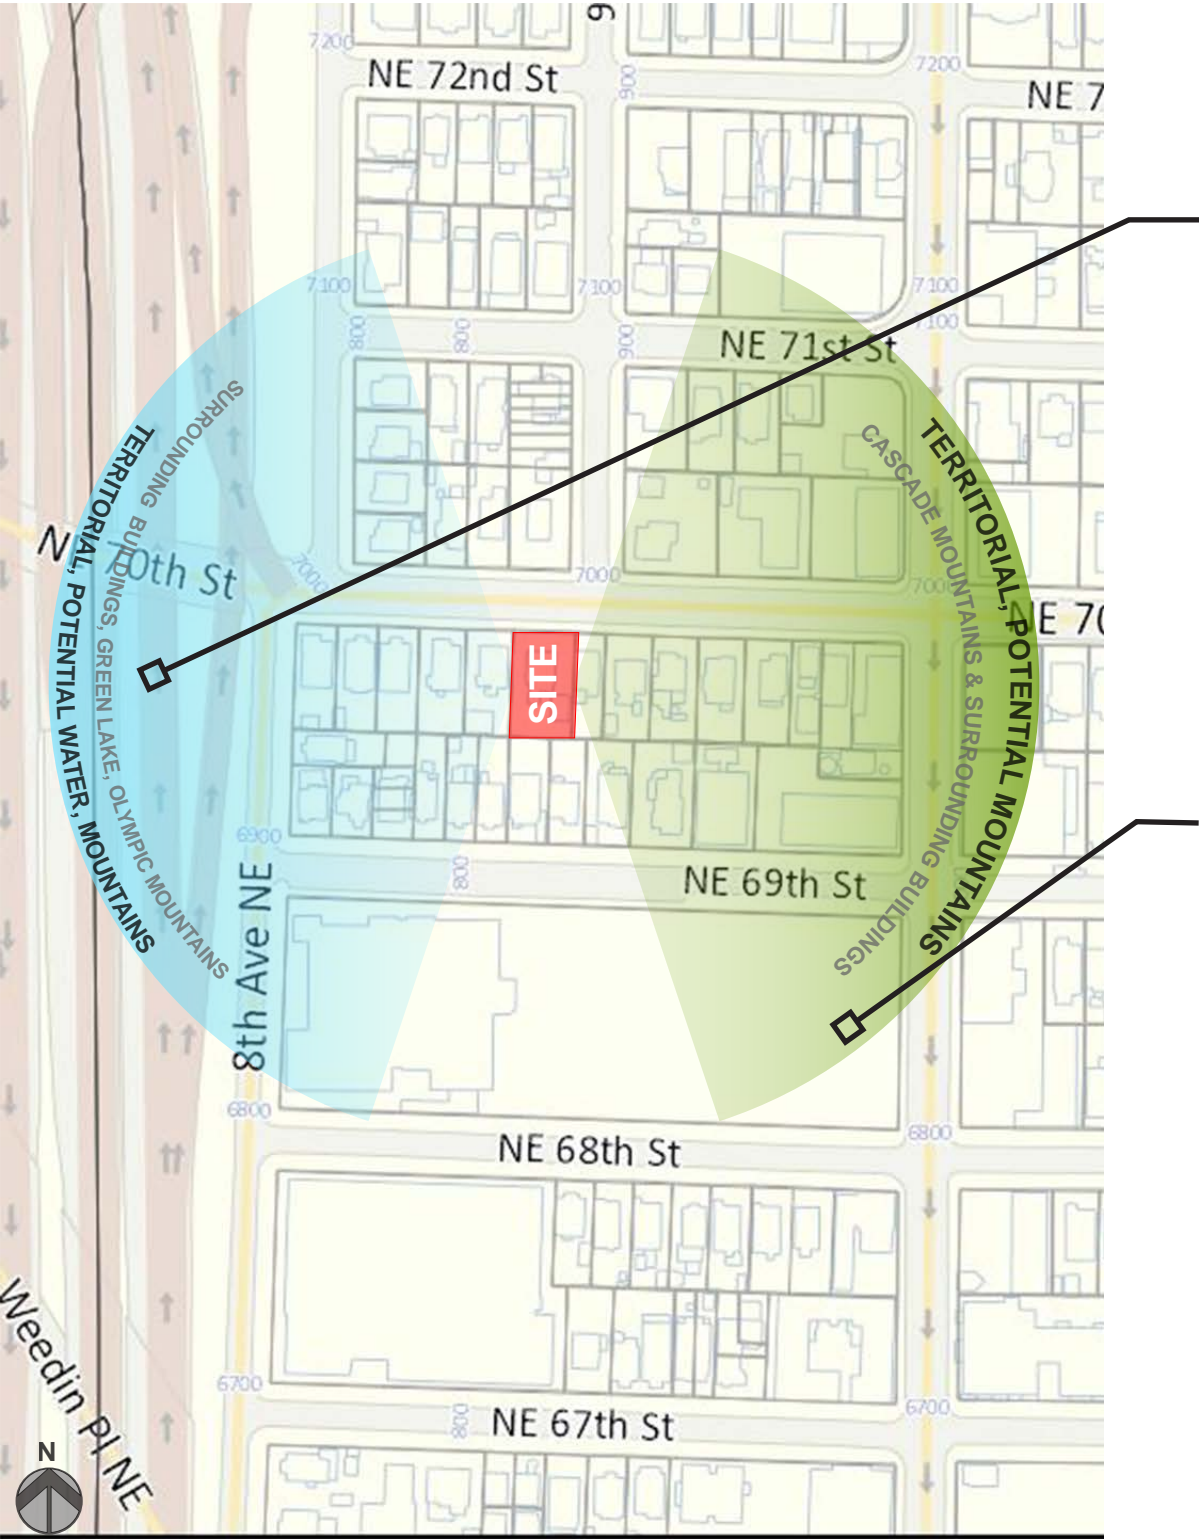 9
7200
NE 72nd St
900
7200
NE 7
7100
7100
7100
7100
800
800
900
NE 71st St
SURROUNDING BUILDINGS, GREEN LAKE, OLYMPIC MOUNTAINS
TERRITORIAL, POTENTIAL WATER, MOUNTAINS
CASCADE MOUNTAINS & SURROUNDING BUILDINGS
TERRITORIAL, POTENTIAL MOUNTAINS
70th St
7000
7000
7000
NE 70
SITE
6900
8th Ave NE
800
NE 69th St
6800
NE 68th St
6800
6700
800
NE 67th St
6700
Weedin Pl NE
N